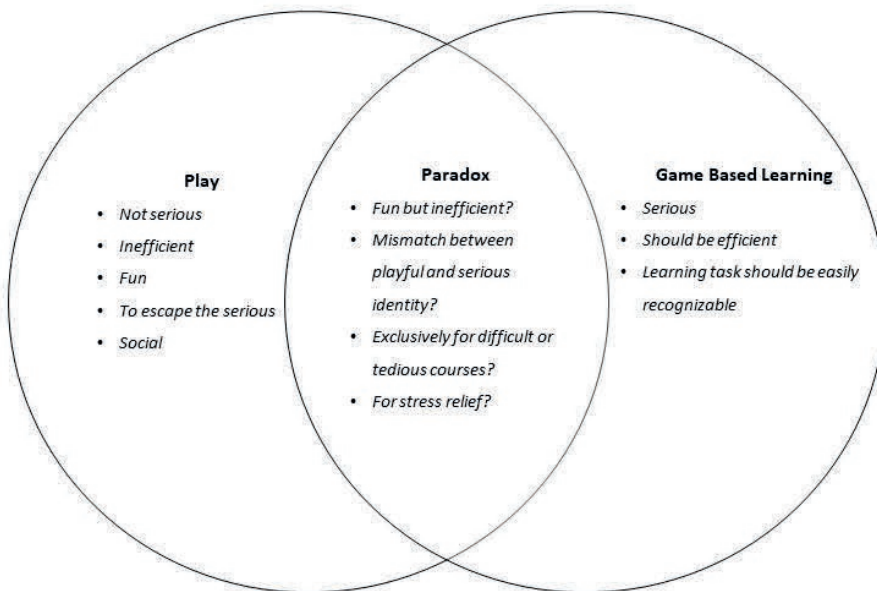 Play
• Not serious
• Inefficient
• Fun
• To escape the serious
• Social
Paradox
• Fun but inefficient?
• Mismatch between
playful and serious
identity?
• Exclusively for difficult or
tedious courses?
• For stress relief?
Game Based Learning
• Serious
• Should be efficient
• Learning task should be easily
recognizable